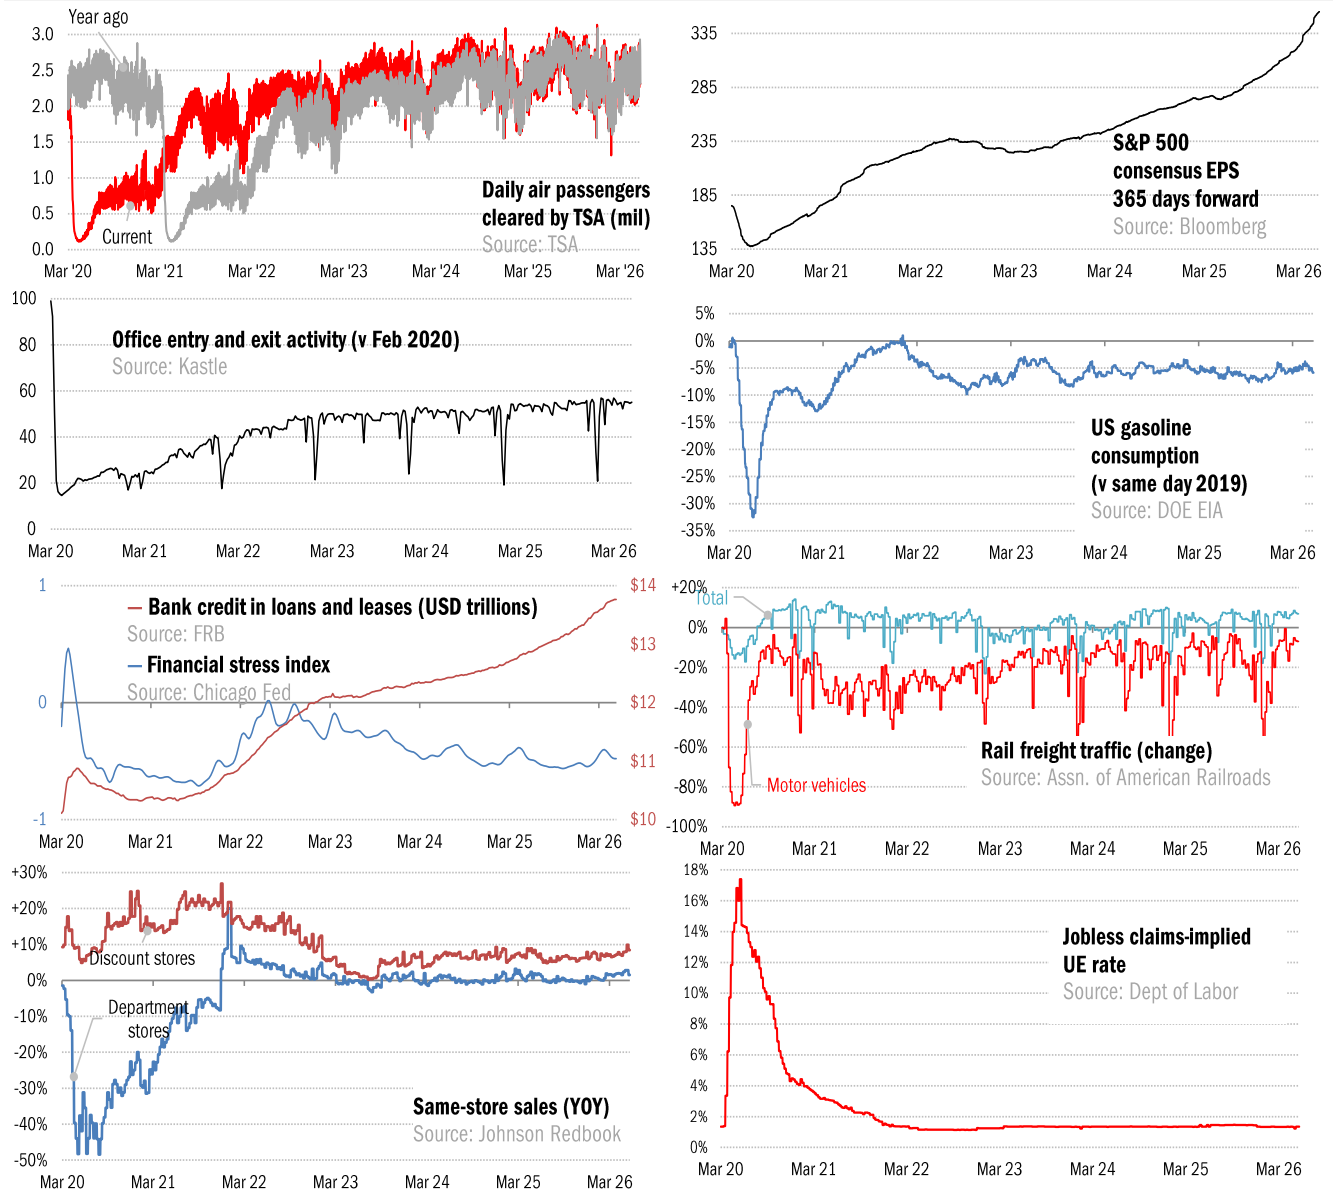 Year ago
3.0
2.5
2.0
1.5
1.0
0.5
0.0
Current
Daily air passengers
cleared by TSA (mil)
Source: TSA
Mar '20 Mar '21 Mar '22 Mar '23 Mar '24 Mar '25 Mar '26
335
285
235
185
135
S&P 500
consensus EPS
365 days forward
Source: Bloomberg
Mar 20 Mar 21 Mar 22 Mar 23 Mar 24 Mar 25 Mar 26
100
80
60
40
20
0
Office entry and exit activity (v Feb 2020)
Source: Kastle
Mar 20 Mar 21 Mar 22 Mar 23 Mar 24 Mar 25 Mar 26
5%
0%
-5%
-10%
-15%
-20%
-25%
-30%
-35%
US gasoline
consumption
(v same day 2019)
Source: DOE EIA
Mar 20 Mar 21 Mar 22 Mar 23 Mar 24 Mar 25 Mar 26
1
0
-1
Bank credit in loans and leases (USD trillions)
Source: FRB
Financial stress index
Source: Chicago Fed
$14
$13
$12
$11
$10
Mar 20 Mar 21 Mar 22 Mar 23 Mar 24 Mar 25 Mar 26
+20%
0%
-20%
-40%
-60%
-80%
-100%
Total
Motor vehicles
Rail freight traffic (change)
Source: Assn. of American Railroads
Mar 20 Mar 21 Mar 22 Mar 23 Mar 24 Mar 25 Mar 26
+30%
+20%
+10%
0%
-10%
-20%
-30%
-40%
-50%
Discount stores
Department
stores
Same-store sales (YOY)
Source: Johnson Redbook
Mar 20 Mar 21 Mar 22 Mar 23 Mar 24 Mar 25 Mar 26
18%
16%
14%
12%
10%
8%
6%
4%
2%
0%
Jobless claims-implied
UE rate
Source: Dept of Labor
Mar 20 Mar 21 Mar 22 Mar 23 Mar 24 Mar 25 Mar 26